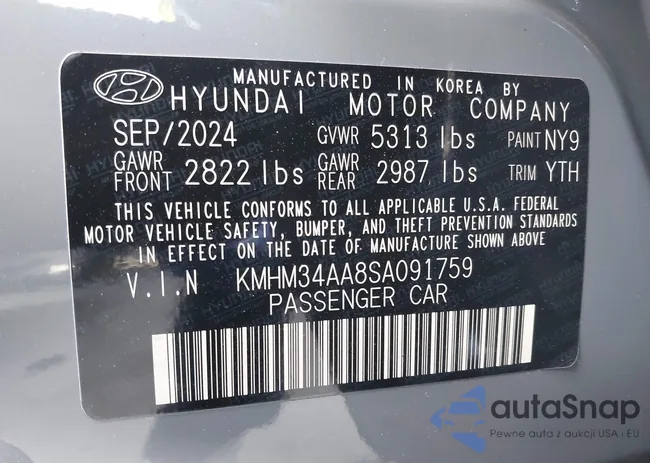 MANUFACTURED IN KOREA BY
HYUNDAI MOTOR COMPANY
SEP/2024 GVWR 5313 lbs PAINT NY9
GAWR FRONT 2822 lbs GAWR REAR 2987 lbs TRIM YTH
THIS VEHICLE CONFORMS TO ALL APPLICABLE U.S.A. FEDERAL
MOTOR VEHICLE SAFETY, BUMPER, AND THEFT PREVENTION STANDARDS
IN EFFECT ON THE DATE OF MANUFACTURE SHOWN ABOVE
V.I.N KMHM34AA8SA091759
PASSENGER CAR
autaSnap
Pewne auta z aukcji USA i EU